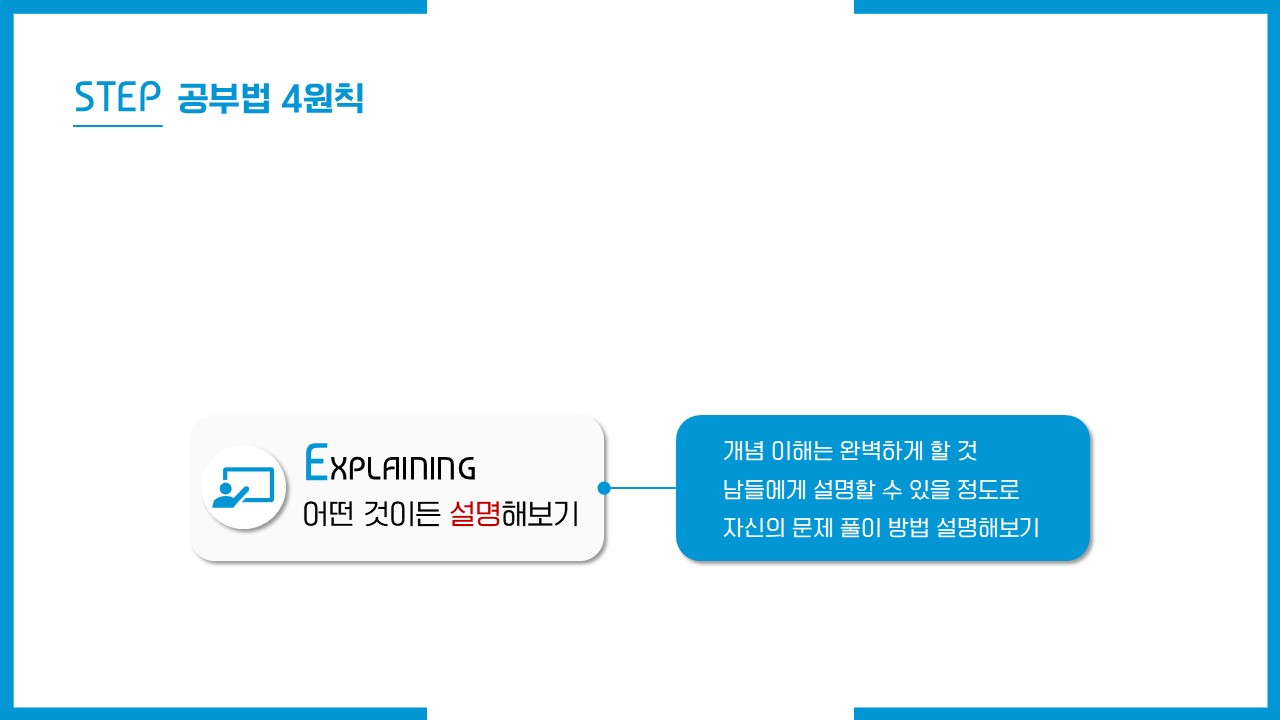 STEP 공부법 4원칙
EXPLAINING
어떤 것이든 설명해보기
개념 이해는 완벽하게 할 것
남들에게 설명할 수 있을 정도로
자신의 문제 풀이 방법 설명해보기